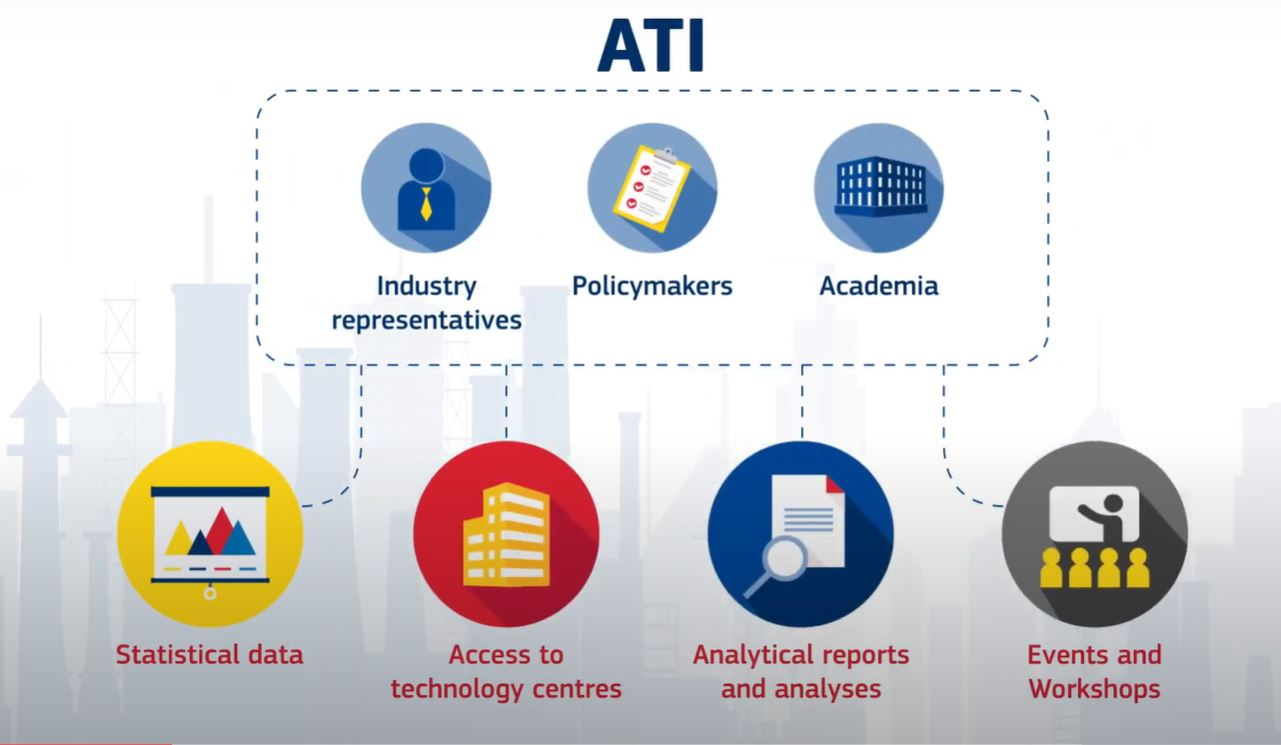 ATI
Industry
representatives
Policymakers
Academia
Statistical data
Access to
technology centres
Analytical reports
and analyses
Events and
Workshops